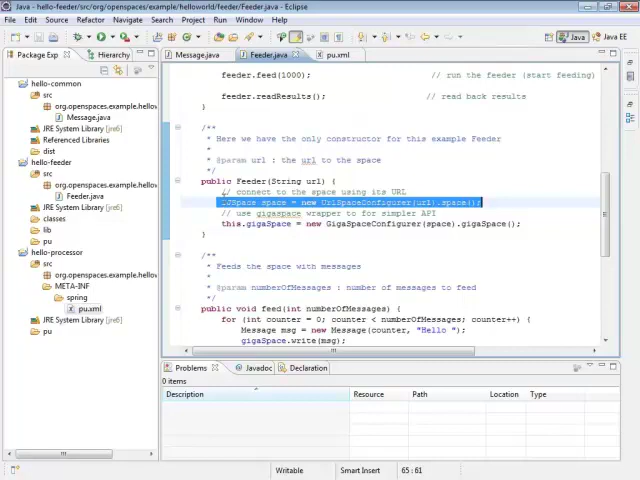 Java - hello-feeder/src/org/openspaces/example/helloworld/feeder/Feeder.java - Eclipse
File Edit Source Refactor Navigate Search Project Run Window Help
Java Java EE
Package Exp Hierarchy
Message.java Feeder.java pu.xml
hello-common
src
org.openspaces.example.hellov
Message.java
JRE System Library [jre6]
Referenced Libraries
dist
hello-feeder
src
org.openspaces.example.hellov
Feeder.java
JRE System Library [jre6]
classes
lib
pu
hello-processor
src
org.openspaces.example.hellov
META-INF
spring
pu.xml
JRE System Library [jre6]
pu
feeder.feed(1000); // run the feeder (start feeding)
feeder.readResults(); // read back results
}
/**
* Here we have the only constructor for this example Feeder
*
* @param url : the url to the space
*/
public Feeder(String url) {
// connect to the space using its URL
IJSpace space = new UrlSpaceConfigurer(url).space();
// use gigaspace wrapper to for simpler API
this.gigaSpace = new GigaSpaceConfigurer(space).gigaSpace();
}
/**
* Feeds the space with messages
*
* @param numberOfMessages : number of messages to feed
*/
public void feed(int numberOfMessages) {
for (int counter = 0; counter < numberOfMessages; counter++) {
Message msg = new Message(counter, "Hello ");
gigaSpace.write(msg);
Problems Javadoc Declaration
0 items
Description Resource Path Location Type
Writable Smart Insert 65 : 61